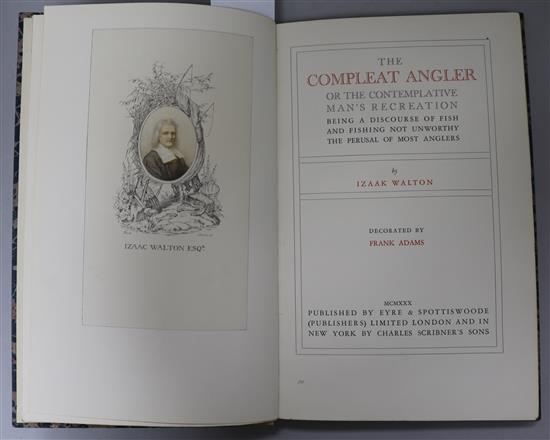 IZAAC WALTON ESQR.
THE
COMPLEAT ANGLER
OR THE CONTEMPLATIVE
MAN'S RECREATION
BEING A DISCOURSE OF FISH
AND FISHING NOT UNWORTHY
THE PERUSAL OF MOST ANGLERS
by
IZAAK WALTON
DECORATED BY
FRANK ADAMS
MCMXXX
PUBLISHED BY EYRE & SPOTTISWOODE
(PUBLISHERS) LIMITED LONDON AND IN
NEW YORK BY CHARLES SCRIBNER'S SONS